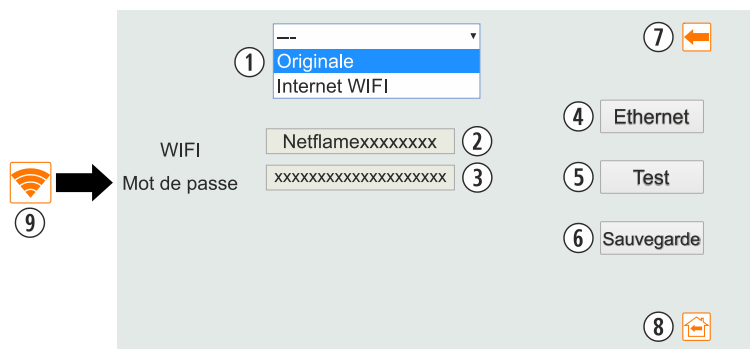 ---
① Originale
Internet WIFI
⑦
④ Ethernet
WIFI Netflamexxxxxxxx ②
Mot de passe xxxxxxxxxxxxxxxxxxxx ③
⑤ Test
⑨
⑥ Sauvegarde
⑧